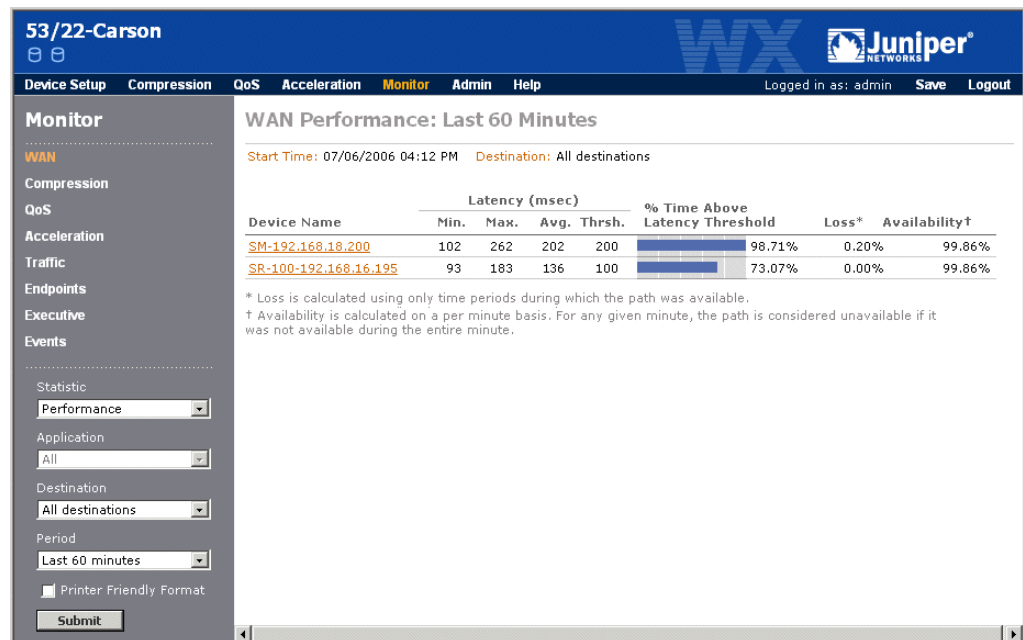 53/22-Carson
WX
Juniper®
NETWORKS
Device Setup Compression QoS Acceleration Monitor Admin Help Logged in as: admin Save Logout
Monitor
WAN
Compression
QoS
Acceleration
Traffic
Endpoints
Executive
Events
Statistic
Performance
Application
All
Destination
All destinations
Period
Last 60 minutes
Printer Friendly Format
Submit
WAN Performance: Last 60 Minutes
Start Time: 07/06/2006 04:12 PM Destination: All destinations
Latency (msec) % Time Above
Device Name Min. Max. Avg. Thrsh. Latency Threshold Loss* Availability†
SM-192.168.18.200 102 262 202 200 98.71% 0.20% 99.86%
SR-100-192.168.16.195 93 183 136 100 73.07% 0.00% 99.86%
* Loss is calculated using only time periods during which the path was available.
† Availability is calculated on a per minute basis. For any given minute, the path is considered unavailable if it
was not available during the entire minute.